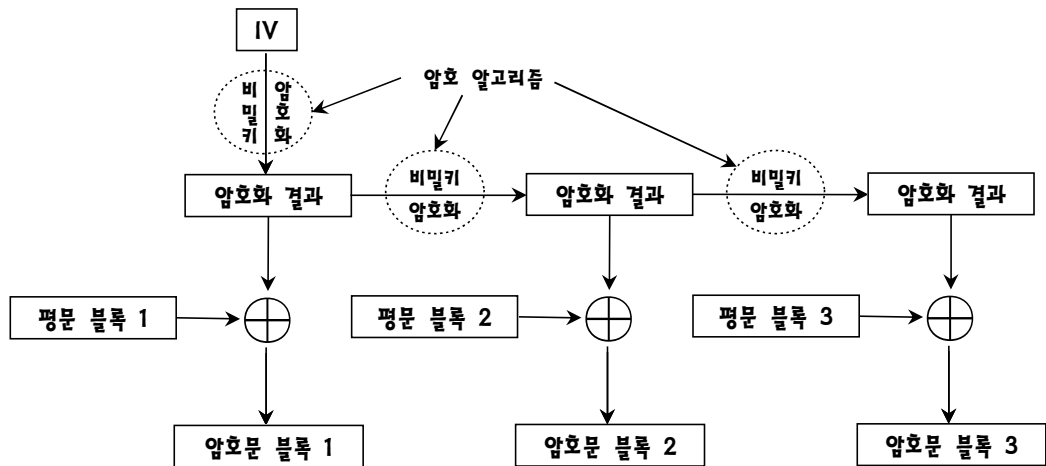 IV
비밀키
암호화
암호 알고리즘
암호화 결과
비밀키
암호화
암호화 결과
비밀키
암호화
암호화 결과
평문 블록 1
평문 블록 2
평문 블록 3
암호문 블록 1
암호문 블록 2
암호문 블록 3